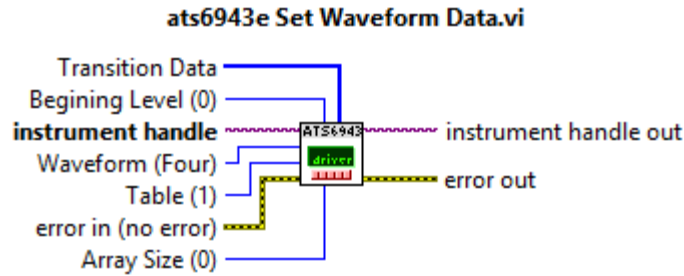 ats6943e Set Waveform Data.vi
Transition Data
Begining Level (0)
instrument handle
Waveform (Four)
Table (1)
error in (no error)
Array Size (0)
ATS6943
driver
instrument handle out
error out